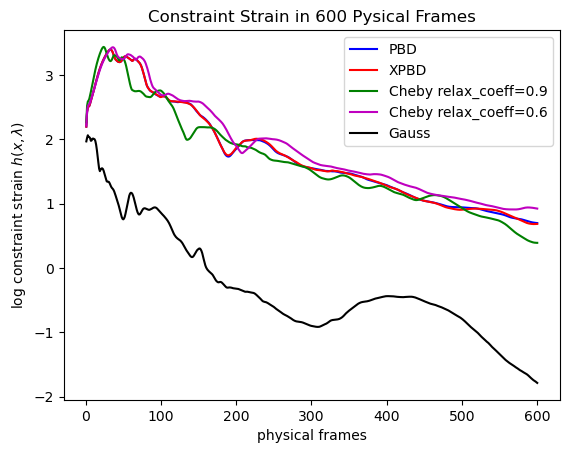 Constraint Strain in 600 Pysical Frames
PBD
XPBD
Cheby relax_coeff=0.9
Cheby relax_coeff=0.6
Gauss
log constraint strain h(x, λ)
3
2
1
0
−1
−2
0 100 200 300 400 500 600
physical frames